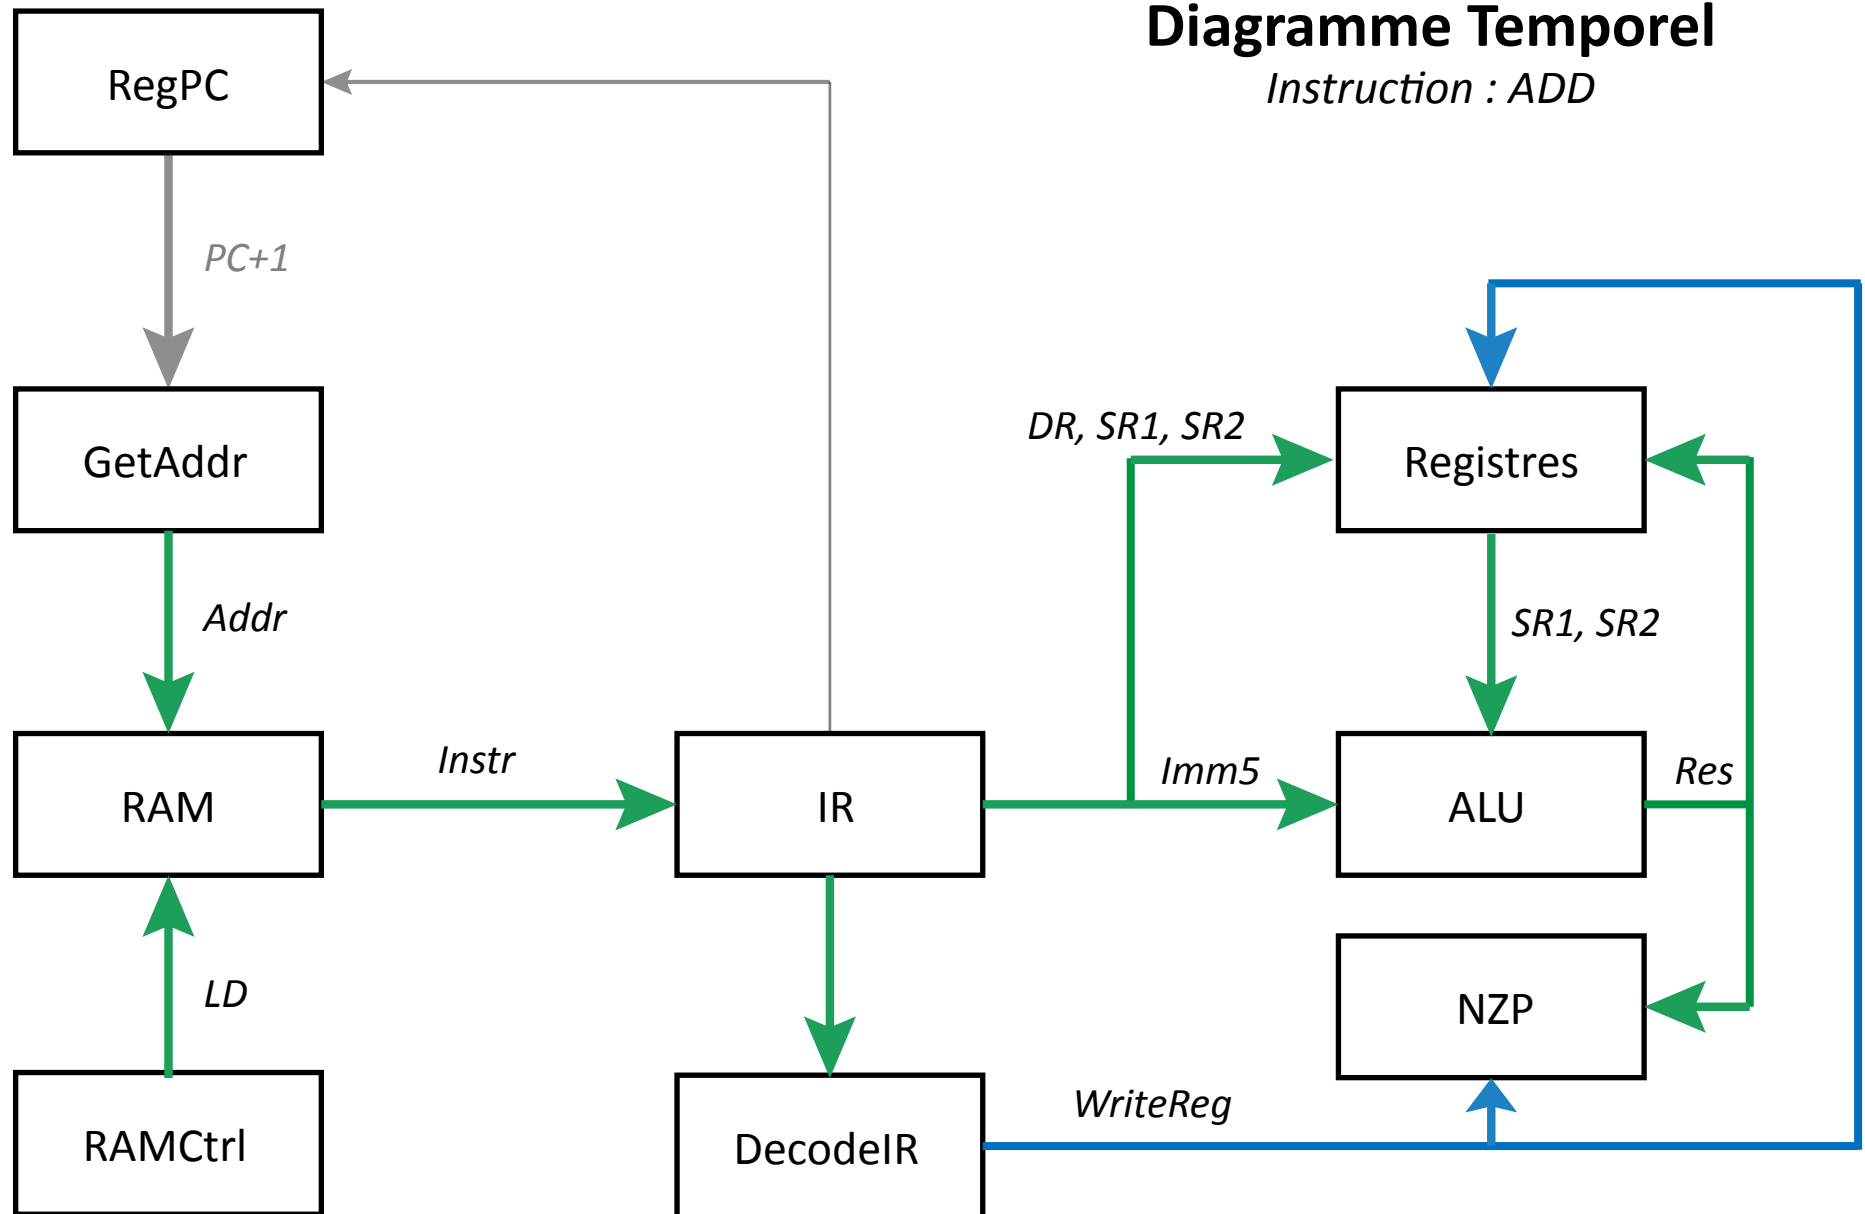 Diagramme Temporel
Instruction : ADD
RegPC
PC+1
GetAddr
DR, SR1, SR2
Registres
Addr
SR1, SR2
Instr
Imm5
Res
RAM
IR
ALU
LD
NZP
WriteReg
RAMCtrl
DecodeIR